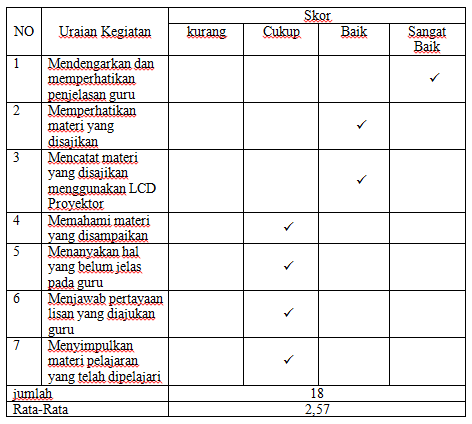 NO Uraian Kegiatan Skor
kurang Cukup Baik Sangat
Baik
1 Mendengarkan dan
memperhatikan
penjelasan guru
2 Memperhatikan
materi yang
disajikan
3 Mencatat materi
yang disajikan
menggunakan LCD
Proyektor
4 Memahami materi
yang disampaikan
5 Menanyakan hal
yang belum jelas
pada guru
6 Menjawab pertayaan
lisan yang diajukan
guru
7 Menyimpulkan
materi pelajaran
yang telah dipelajari
jumlah 18
Rata-Rata 2,57